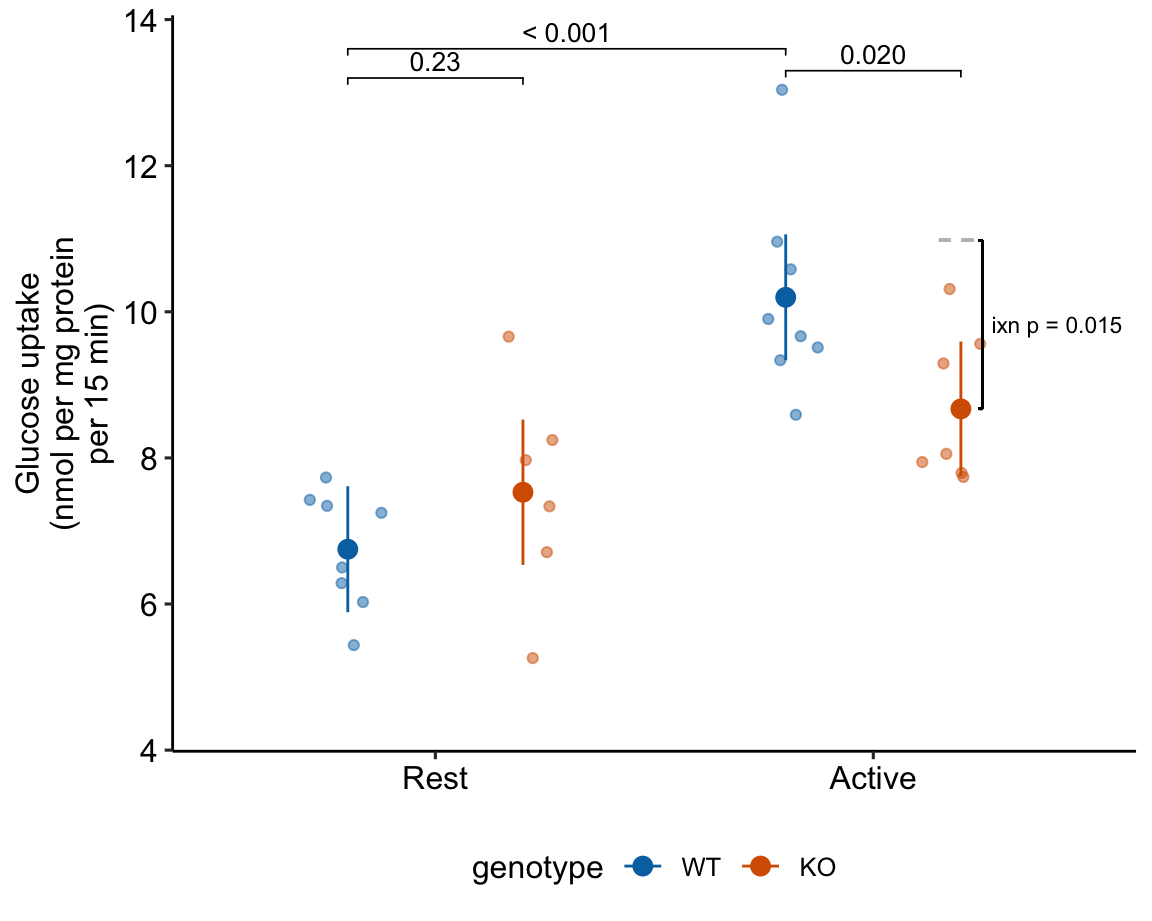 14
< 0.001
0.23
0.020
12
10
8
6
4
Glucose uptake
(nmol per mg protein
per 15 min)
ixn p = 0.015
Rest
Active
genotype
WT
KO